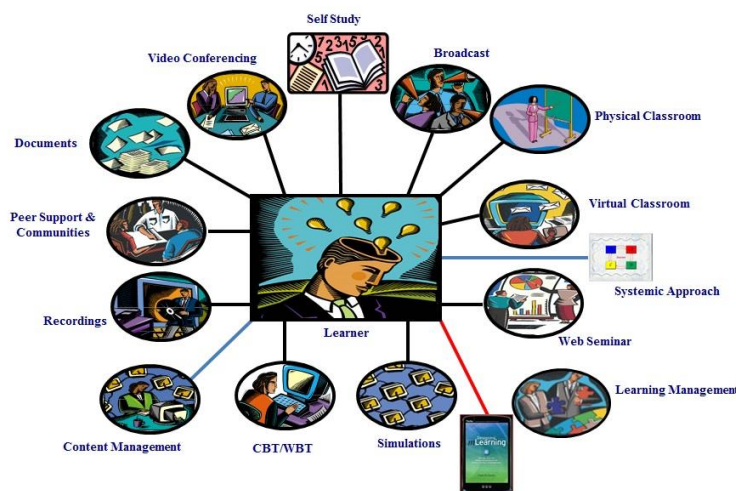 Self Study
Video Conferencing
Broadcast
Physical Classroom
Documents
Peer Support &
Communities
Virtual Classroom
Systemic Approach
Recordings
Learner
Web Seminar
Learning Management
Content Management
CBT/WBT
Simulations
Learning